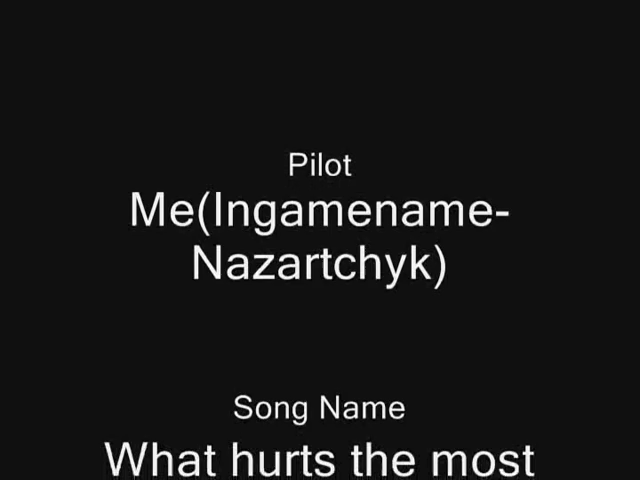 Pilot
Me(Ingamename-
Nazartchyk)
Song Name
What hurts the most